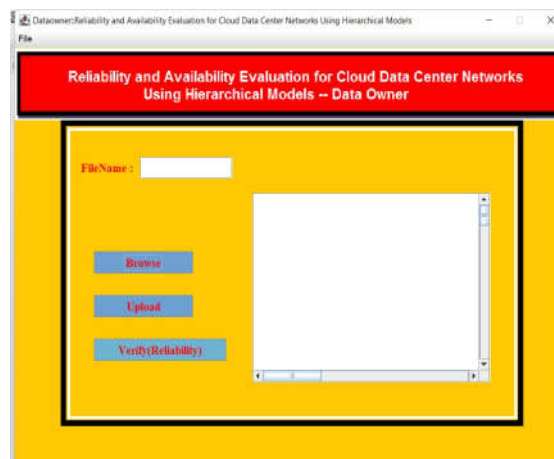 Dataowner::Reliability and Availability Evaluation for Cloud Data Center Networks Using Hierarchical Models
File
Reliability and Availability Evaluation for Cloud Data Center Networks
Using Hierarchical Models -- Data Owner
FileName :
Browse
Upload
Verify(Reliability)